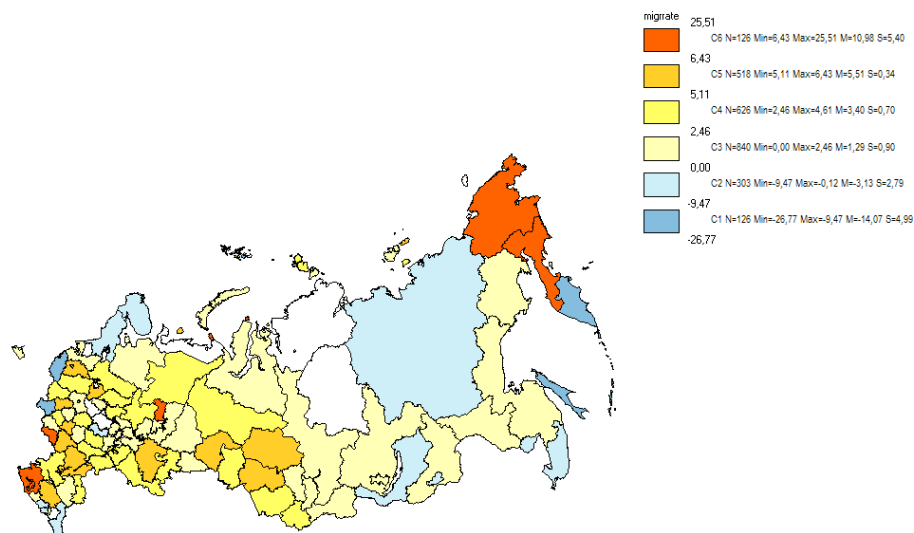 migrrate
25,51
C6 N=126 Min=6,43 Max=25,51 M=10,98 S=5,40
6,43
C5 N=518 Min=5,11 Max=6,43 M=5,51 S=0,34
5,11
C4 N=626 Min=2,46 Max=4,61 M=3,40 S=0,70
2,46
C3 N=840 Min=0,00 Max=2,46 M=1,29 S=0,90
0,00
C2 N=303 Min=-9,47 Max=-0,12 M=-3,13 S=2,79
-9,47
C1 N=126 Min=-26,77 Max=-9,47 M=-14,07 S=4,99
-26,77